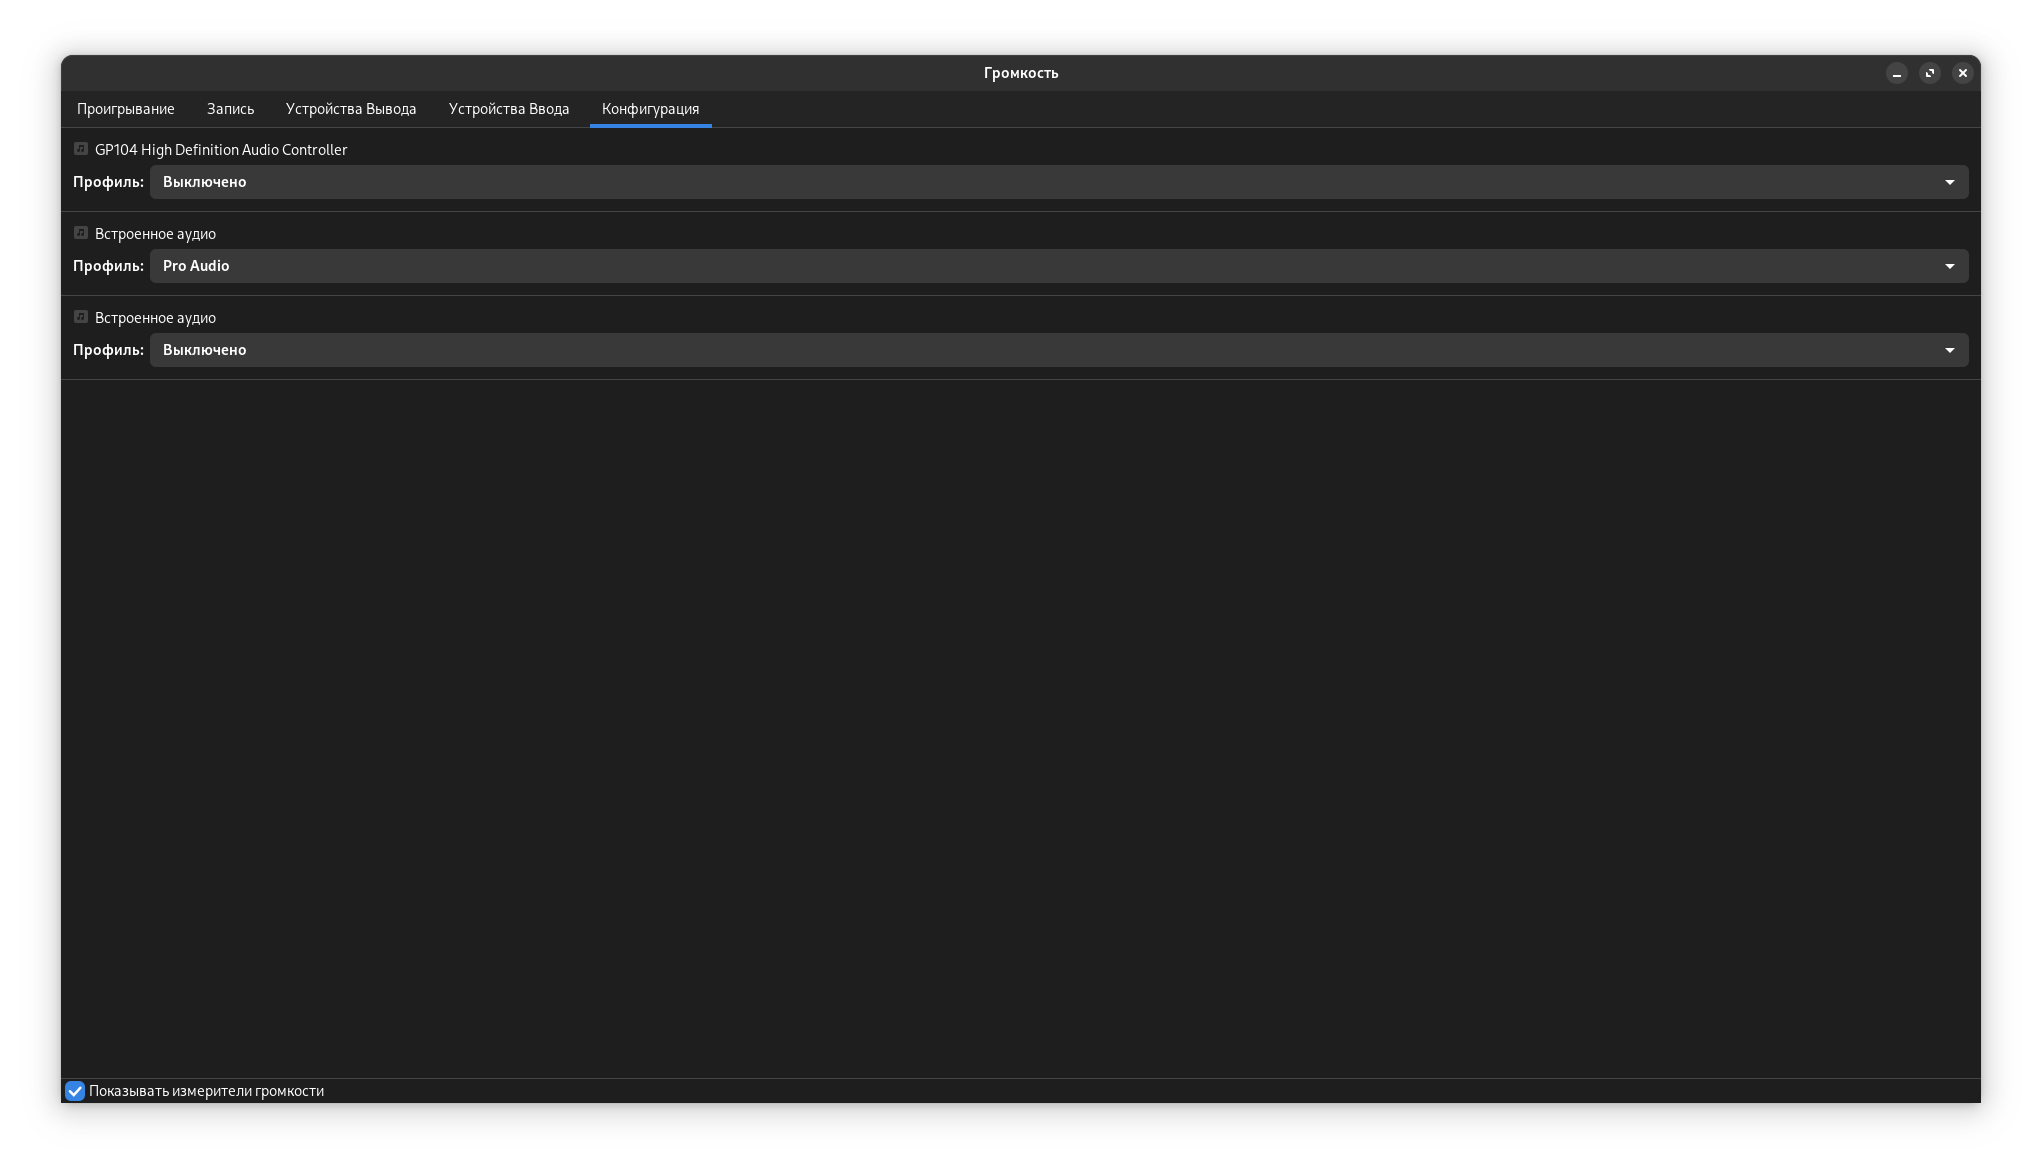 Громкость
Проигрывание Запись Устройства Вывода Устройства Ввода Конфигурация
GP104 High Definition Audio Controller
Профиль: Выключено
Встроенное аудио
Профиль: Pro Audio
Встроенное аудио
Профиль: Выключено
Показывать измерители громкости